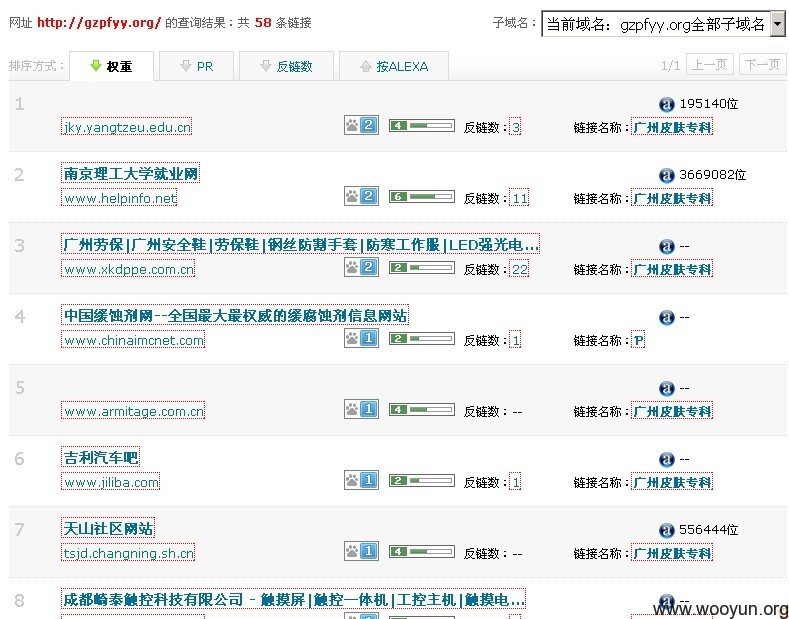 网址 http://gzpfyy.org/ 的查询结果：共 58 条链接 子域名： 当前域名：gzpfyy.org全部子域名
排序方式： 权重 PR 反链数 按ALEXA 1/1 上一页 下一页
1 195140位
jky.yangtzeu.edu.cn 2 4 反链数：3 链接名称：广州皮肤专科
2 南京理工大学就业网 3669082位
www.helpinfo.net 2 6 反链数：11 链接名称：广州皮肤专科
3 广州劳保|广州安全鞋|劳保鞋|钢丝防割手套|防寒工作服|LED强光电... --
www.xkdppe.com.cn 2 2 反链数：22 链接名称：广州皮肤专科
4 中国缓蚀剂网--全国最大最权威的缓腐蚀剂信息网站 --
www.chinaimcnet.com 1 2 反链数：1 链接名称：P
5 --
www.armitage.com.cn 1 4 反链数：-- 链接名称：广州皮肤专科
6 吉利汽车吧 --
www.jiliba.com 1 2 反链数：1 链接名称：广州皮肤专科
7 天山社区网站 556444位
tsjd.changning.sh.cn 1 4 反链数：-- 链接名称：广州皮肤专科
8 成都崎泰触控科技有限公司 - 触摸屏|触控一体机|工控主机|触摸电... --
www.wooyun.org